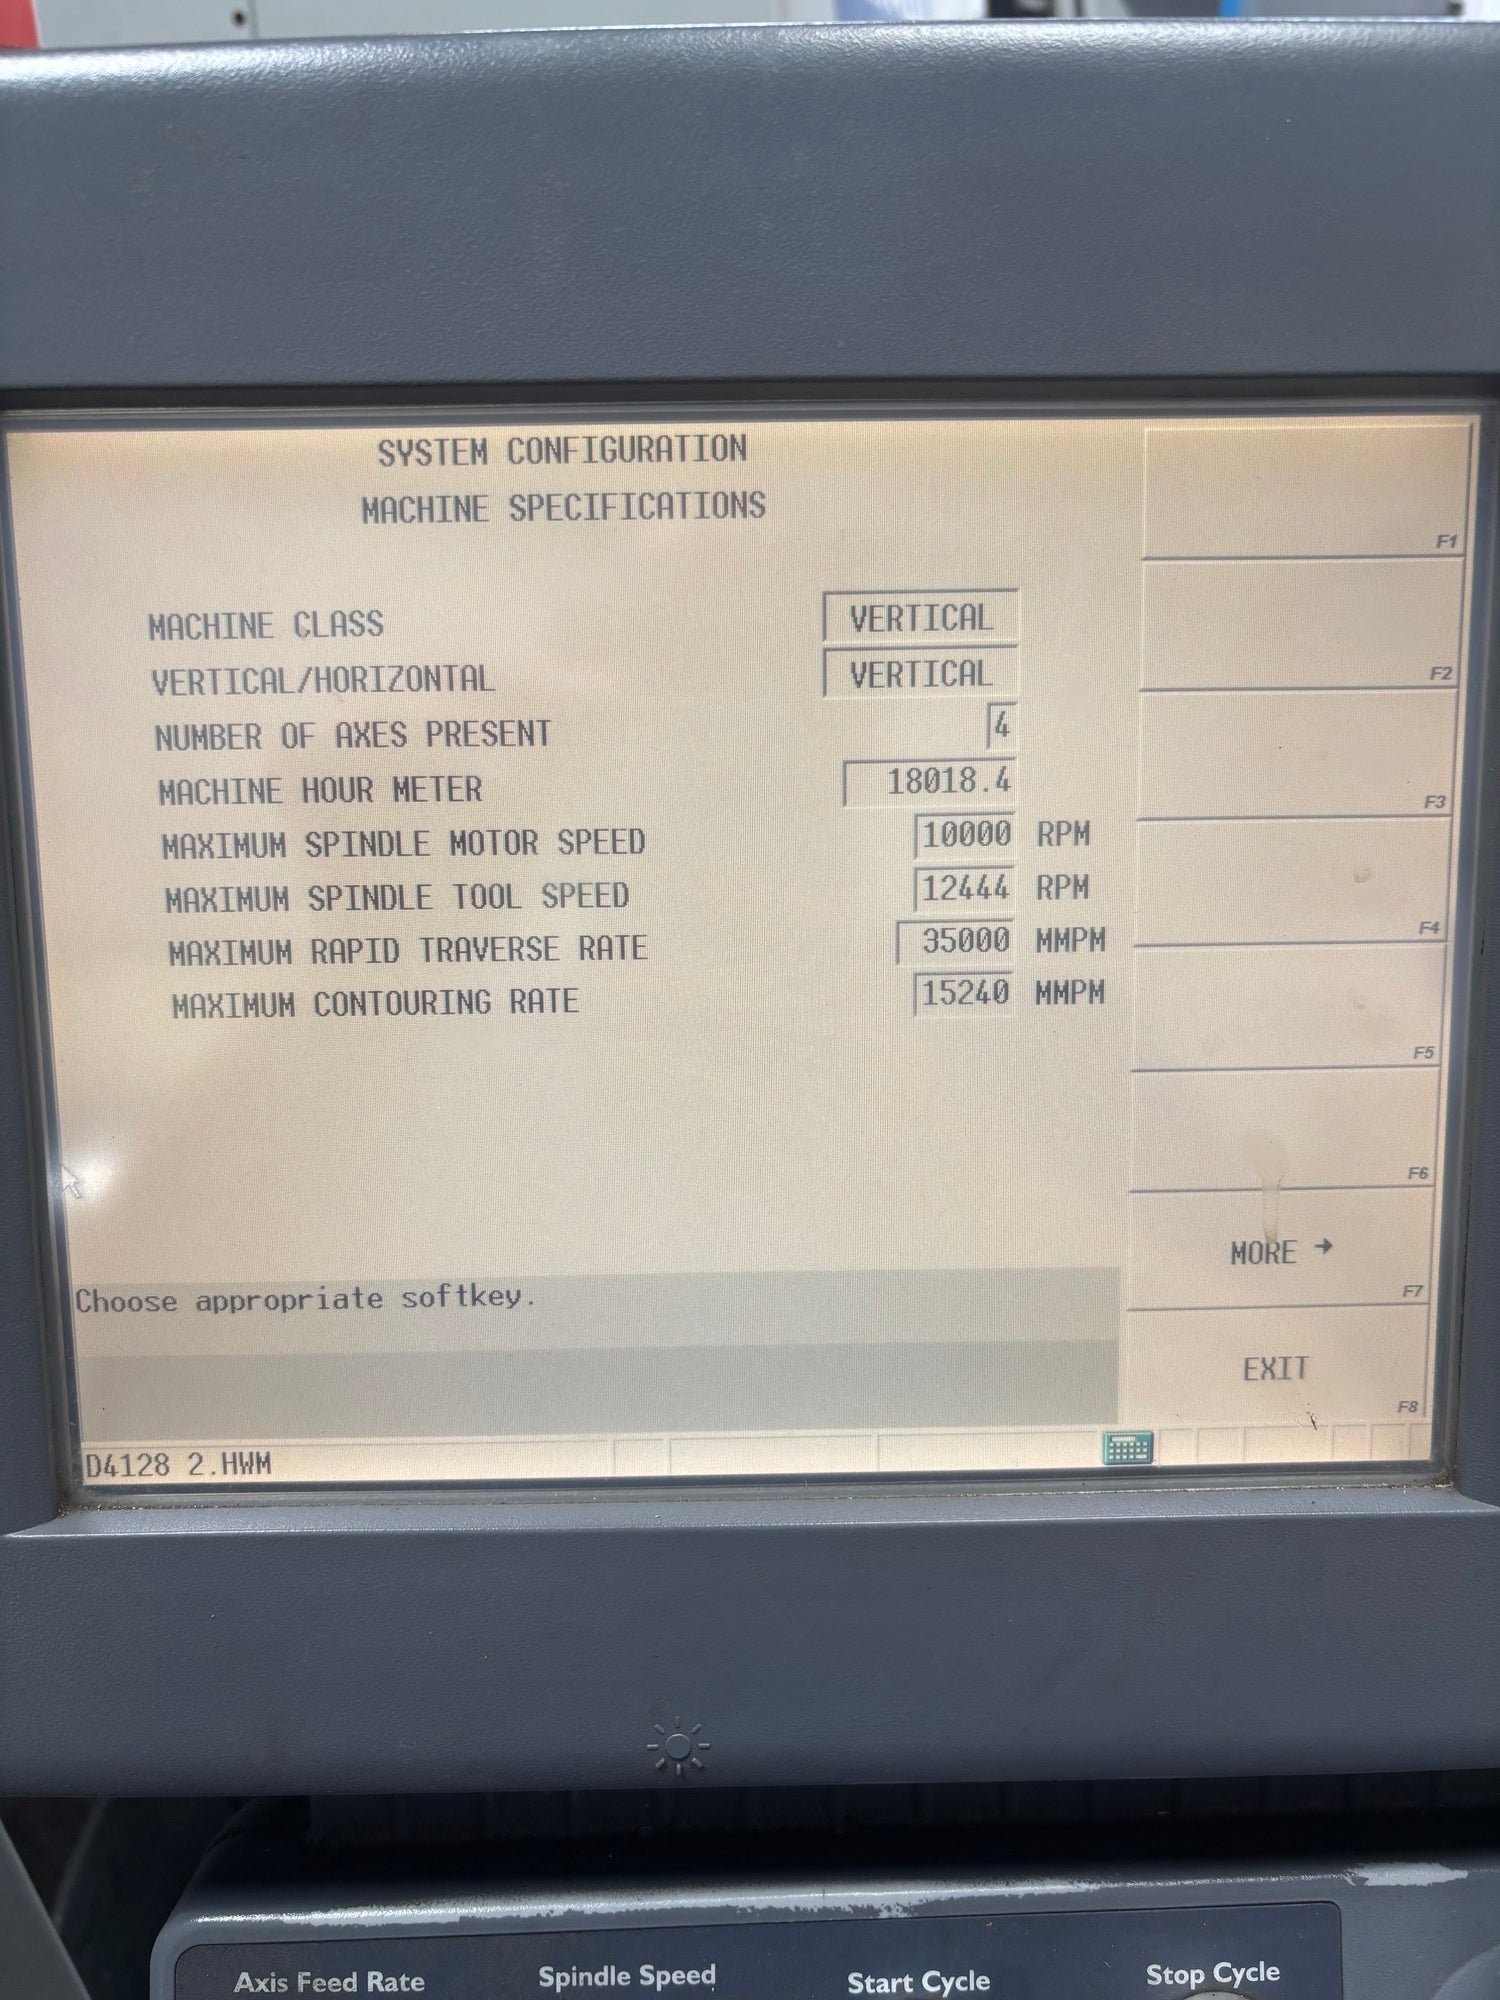 SYSTEM CONFIGURATION
MACHINE SPECIFICATIONS
MACHINE CLASS VERTICAL
VERTICAL/HORIZONTAL VERTICAL
NUMBER OF AXES PRESENT 4
MACHINE HOUR METER 18018.4
MAXIMUM SPINDLE MOTOR SPEED 10000 RPM
MAXIMUM SPINDLE TOOL SPEED 12444 RPM
MAXIMUM RAPID TRAVERSE RATE 35000 MMPM
MAXIMUM CONTOURING RATE 15240 MMPM
F1
F2
F3
F4
F5
F6
MORE →
F7
EXIT
F8
Choose appropriate softkey.
D4128 2.HWM
Axis Feed Rate Spindle Speed Start Cycle Stop Cycle